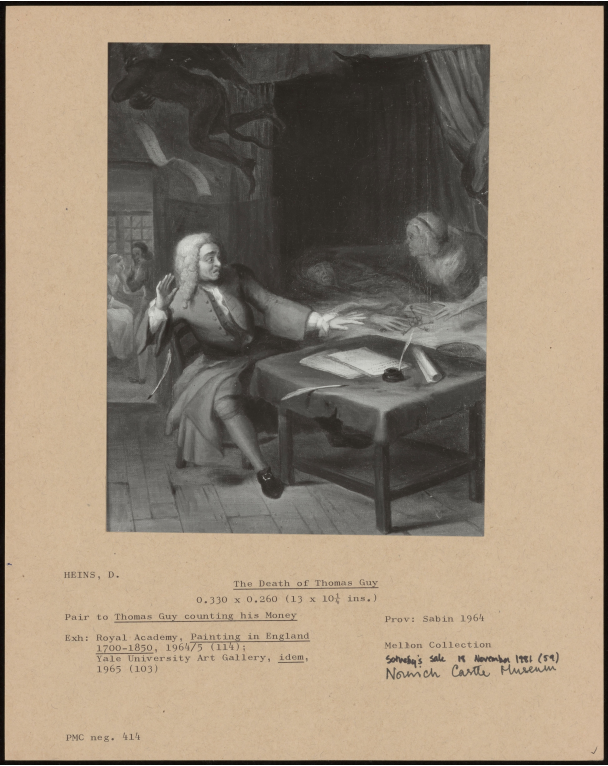 HEINS, D.
The Death of Thomas Guy
0.330 x 0.260 (13 x 10¼ ins.)
Pair to Thomas Guy counting his Money
Prov: Sabin 1964
Exh: Royal Academy, Painting in England
1700-1850, 1964/5 (114);
Yale University Art Gallery, idem,
1965 (103)
Mellon Collection
Sotheby's sale 18 November 1981 (59)
Norwich Castle Museum
PMC neg. 414